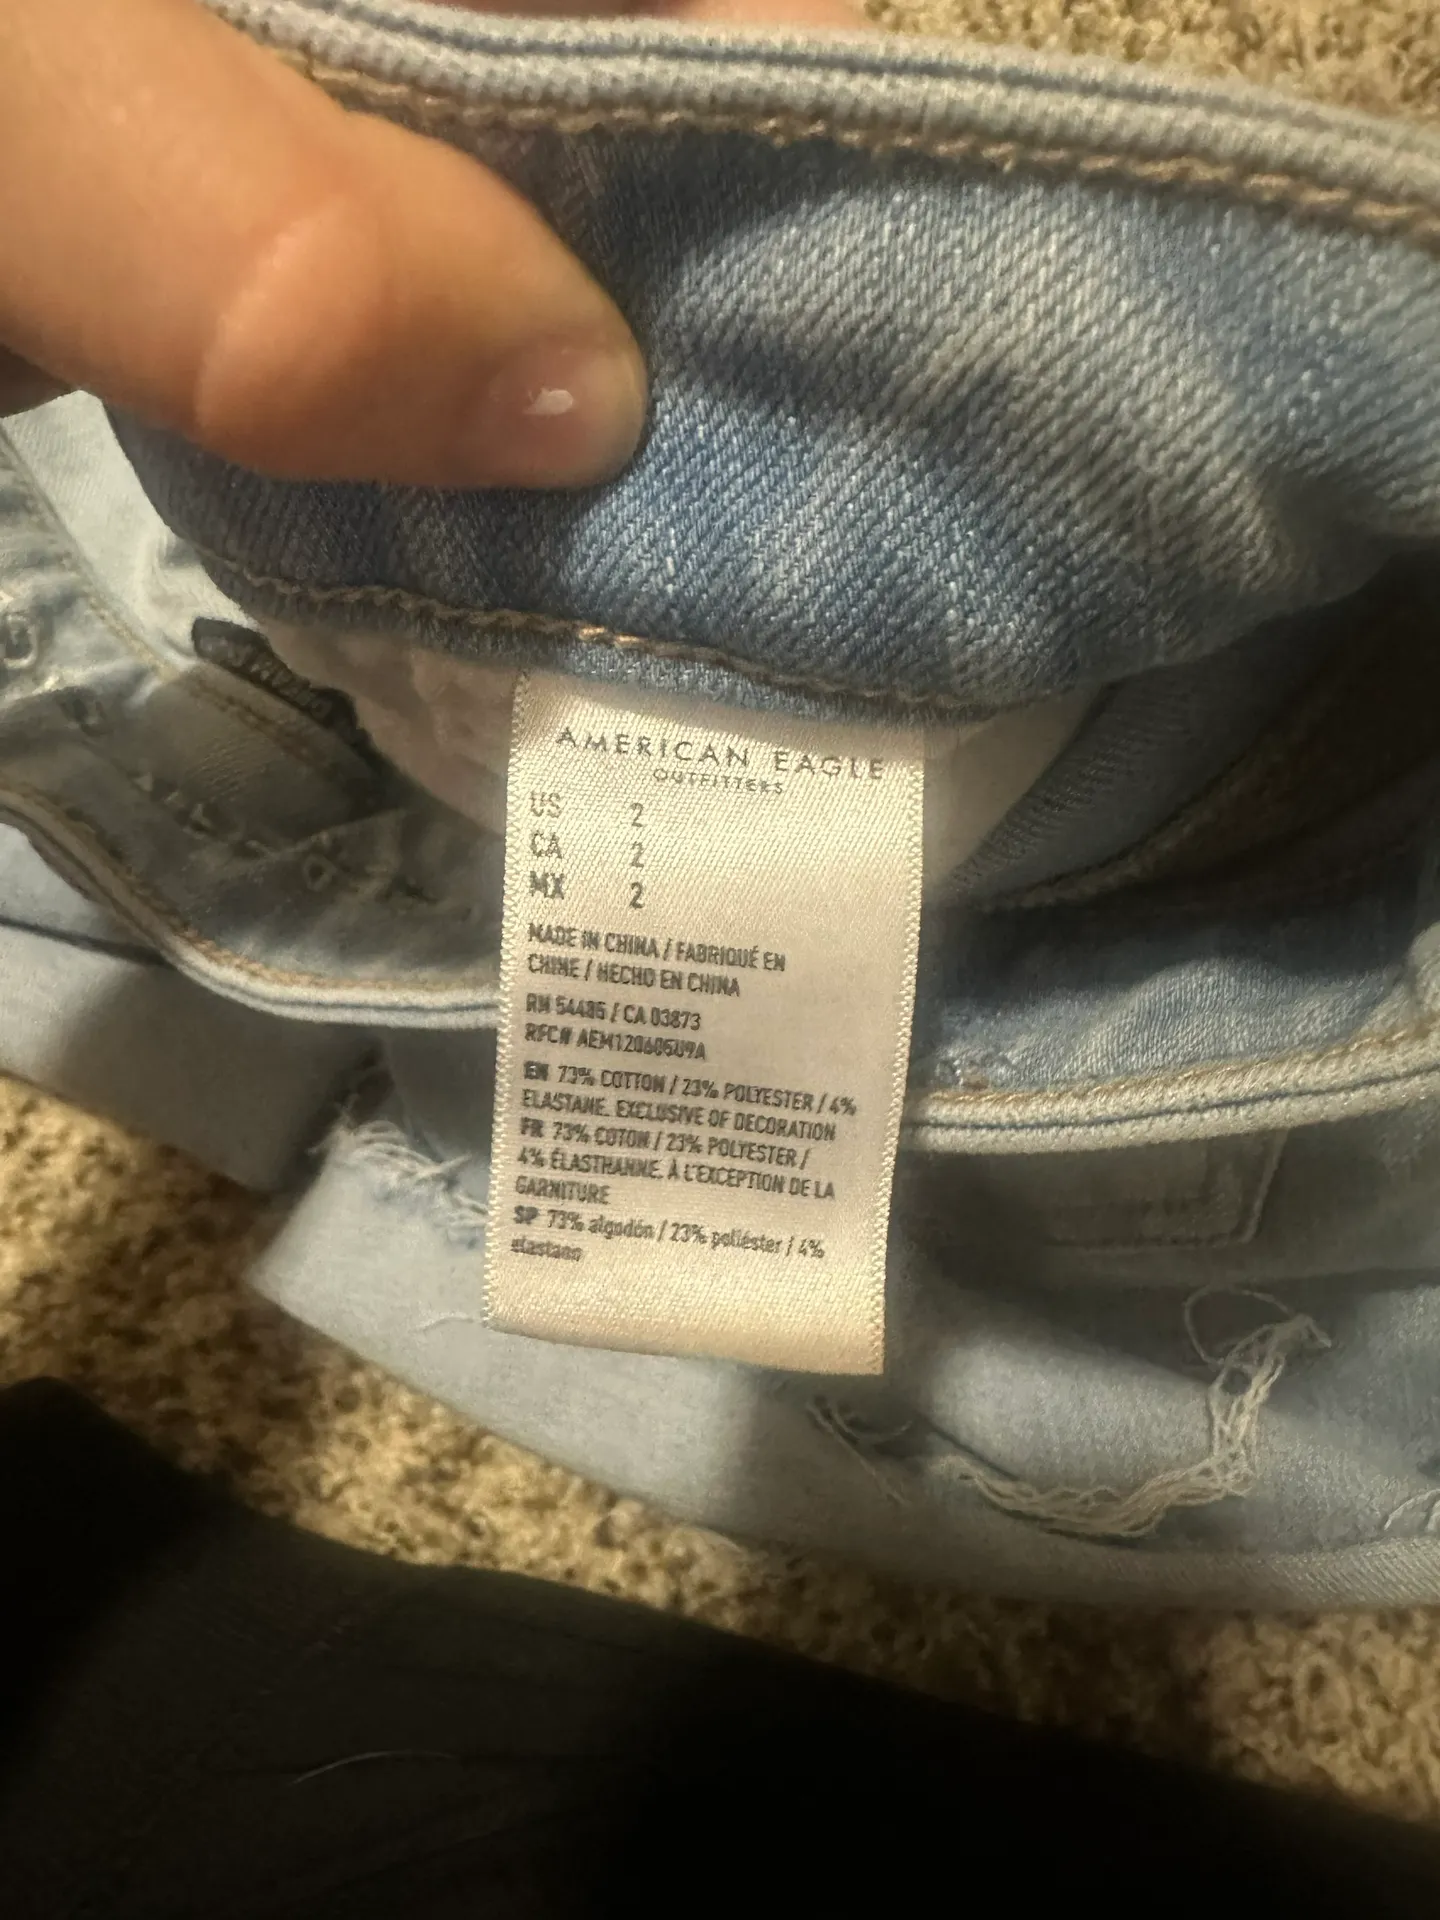 AMERICAN EAGLE
OUTFITTERS
US 2
CA 2
MX 2
MADE IN CHINA / FABRIQUÉ EN
CHINE / HECHO EN CHINA
RN 54485 / CA 03873
RFC# AEM120605U9A
EN 73% COTTON / 23% POLYESTER / 4%
ELASTANE. EXCLUSIVE OF DECORATION
FR 73% COTON / 23% POLYESTER /
4% ÉLASTHANNE. À L'EXCEPTION DE LA
GARNITURE
SP 73% algodón / 23% poliéster / 4%
elastano